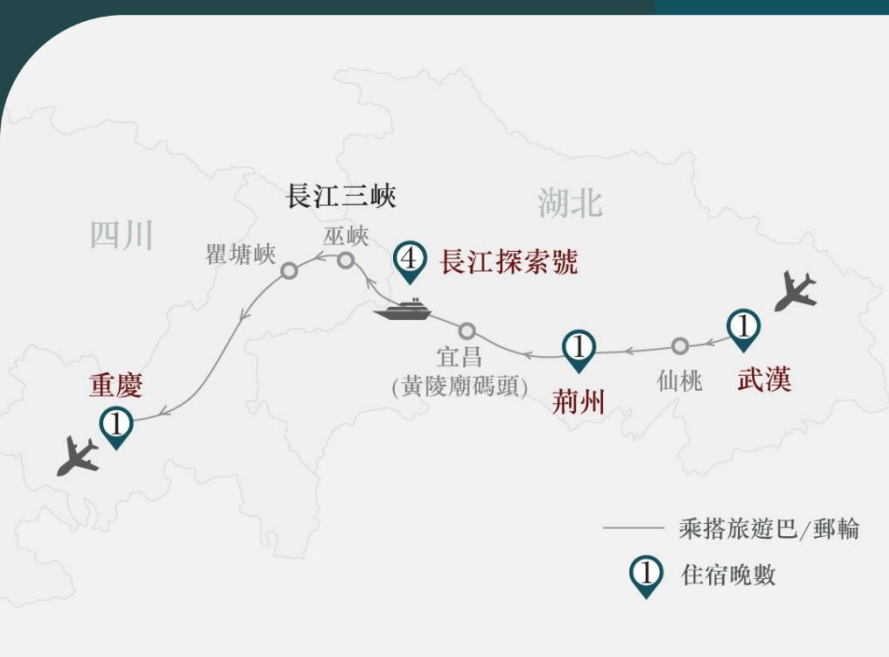 長江三峽
湖北
四川
巫峽
瞿塘峽
4
長江探索號
1
1
宜昌
(黃陵廟碼頭)
仙桃
武漢
重慶
荊州
1
乘搭旅遊巴/郵輪
1
住宿晚數